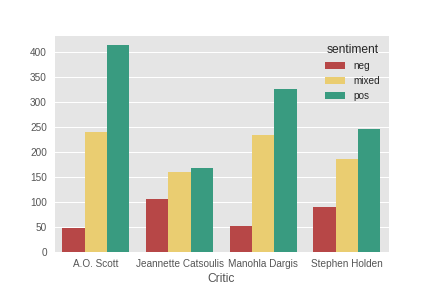 sentiment
neg
mixed
pos
400
350
300
250
200
150
100
50
0
A.O. Scott Jeannette Catsoulis Manohla Dargis Stephen Holden
Critic